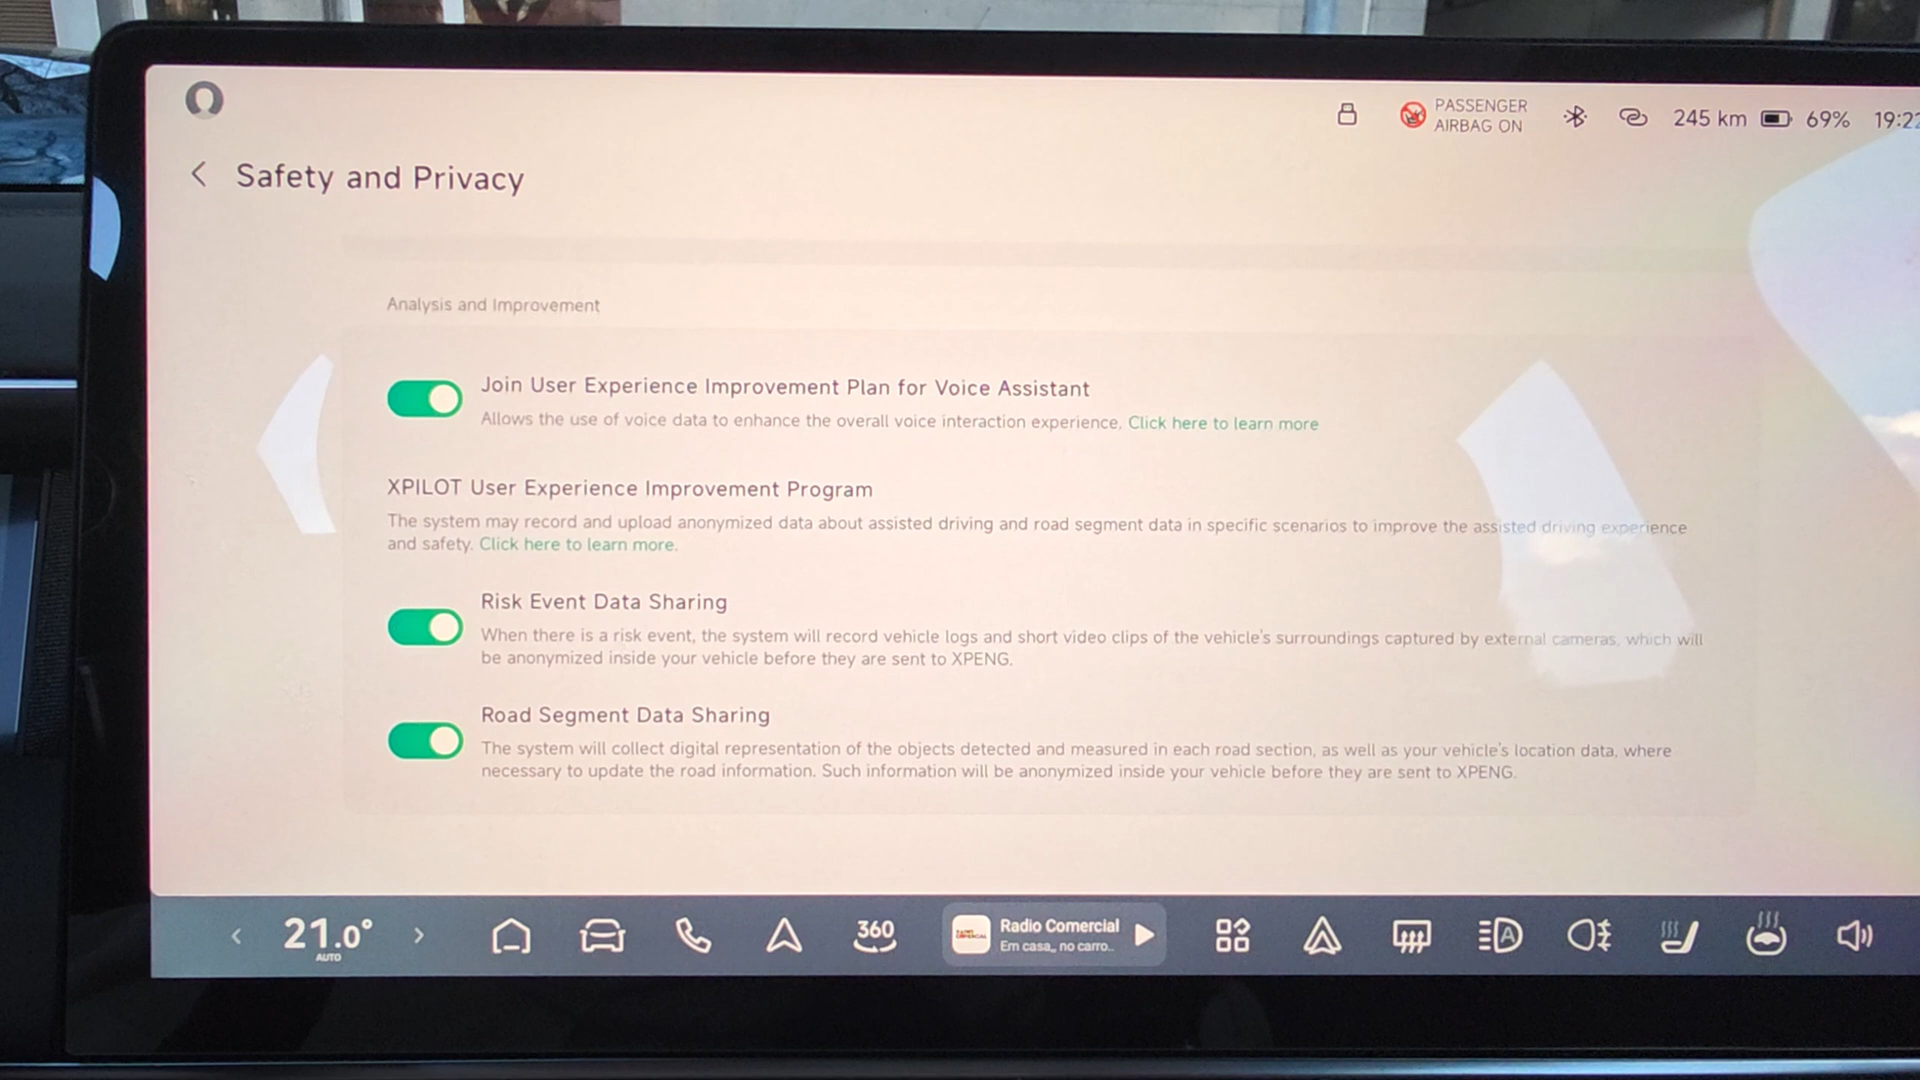 PASSENGER
AIRBAG ON
245 km
69%
19:22
Safety and Privacy
Analysis and Improvement
Join User Experience Improvement Plan for Voice Assistant
Allows the use of voice data to enhance the overall voice interaction experience. Click here to learn more
XPILOT User Experience Improvement Program
The system may record and upload anonymized data about assisted driving and road segment data in specific scenarios to improve the assisted driving experience
and safety. Click here to learn more.
Risk Event Data Sharing
When there is a risk event, the system will record vehicle logs and short video clips of the vehicle's surroundings captured by external cameras, which will
be anonymized inside your vehicle before they are sent to XPENG.
Road Segment Data Sharing
The system will collect digital representation of the objects detected and measured in each road section, as well as your vehicle's location data, where
necessary to update the road information. Such information will be anonymized inside your vehicle before they are sent to XPENG.
21.0°
AUTO
360
Radio Comercial
Em casa,, no carro..
A